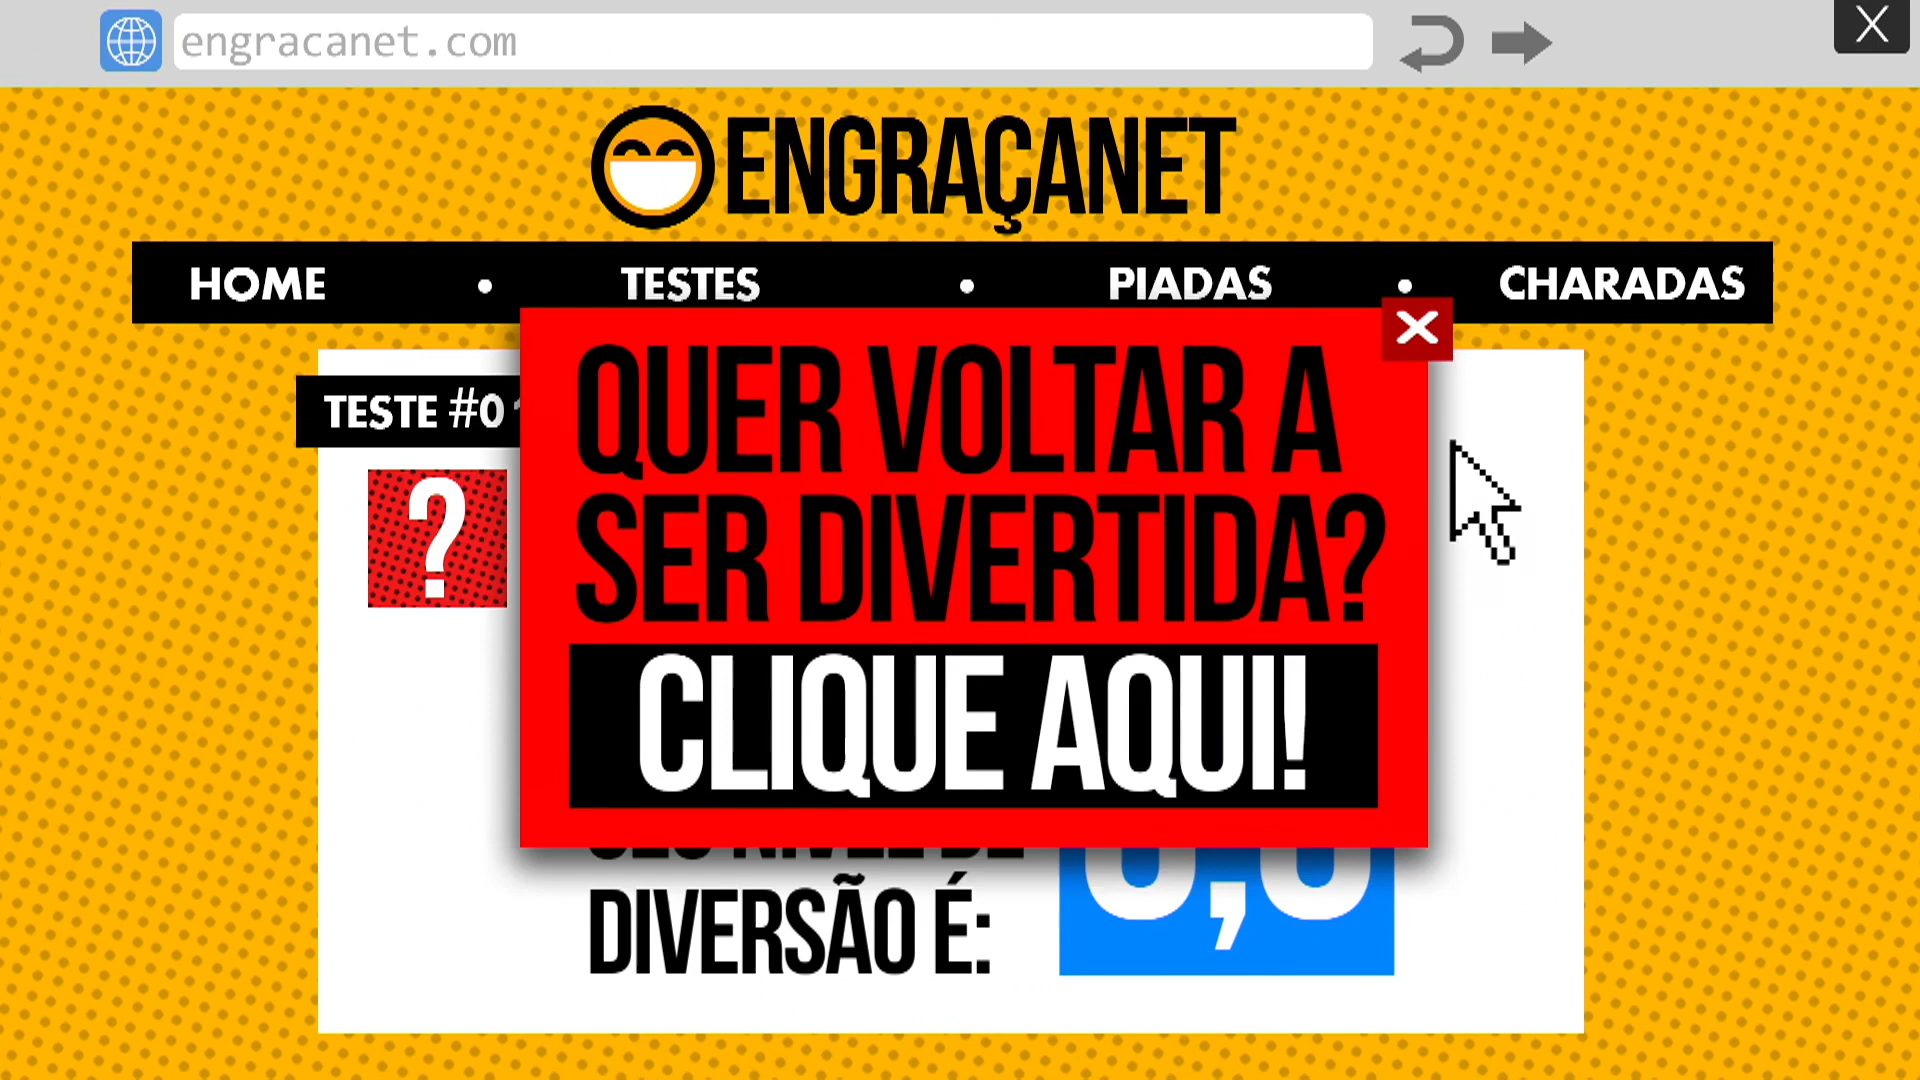 engracanet.com
X
ENGRAÇANET
HOME • TESTES • PIADAS • CHARADAS
TESTE #0
?
QUER VOLTAR A
SER DIVERTIDA?
CLIQUE AQUI!
DIVERSÃO É: